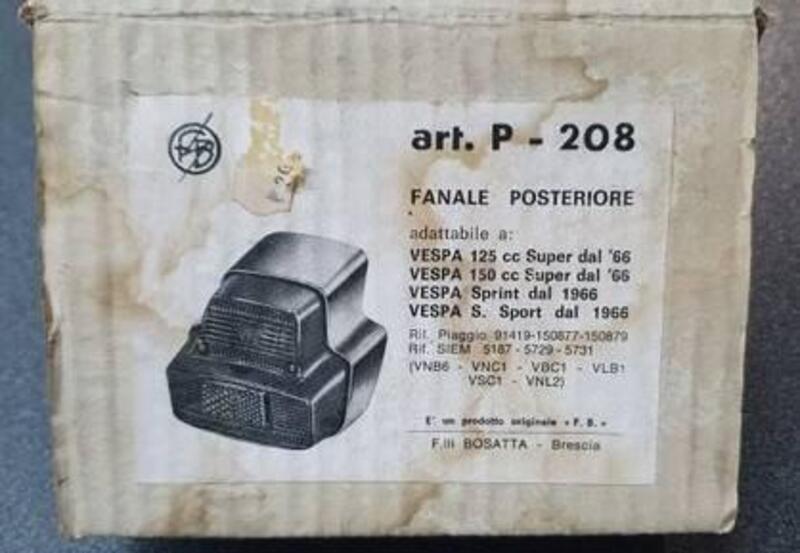 art. P - 208
FANALE POSTERIORE
adattabile a:
VESPA 125 cc Super dal '66
VESPA 150 cc Super dal '66
VESPA Sprint dal 1966
VESPA S. Sport dal 1966
Rif. Piaggio 91419-150877-150879
Rif. SIEM 5187 - 5729 - 5731
(VNB6 - VNC1 - VBC1 - VLB1
VSC1 - VNL2)
E' un prodotto originale « F. B. »
F.lli BOSATTA - Brescia